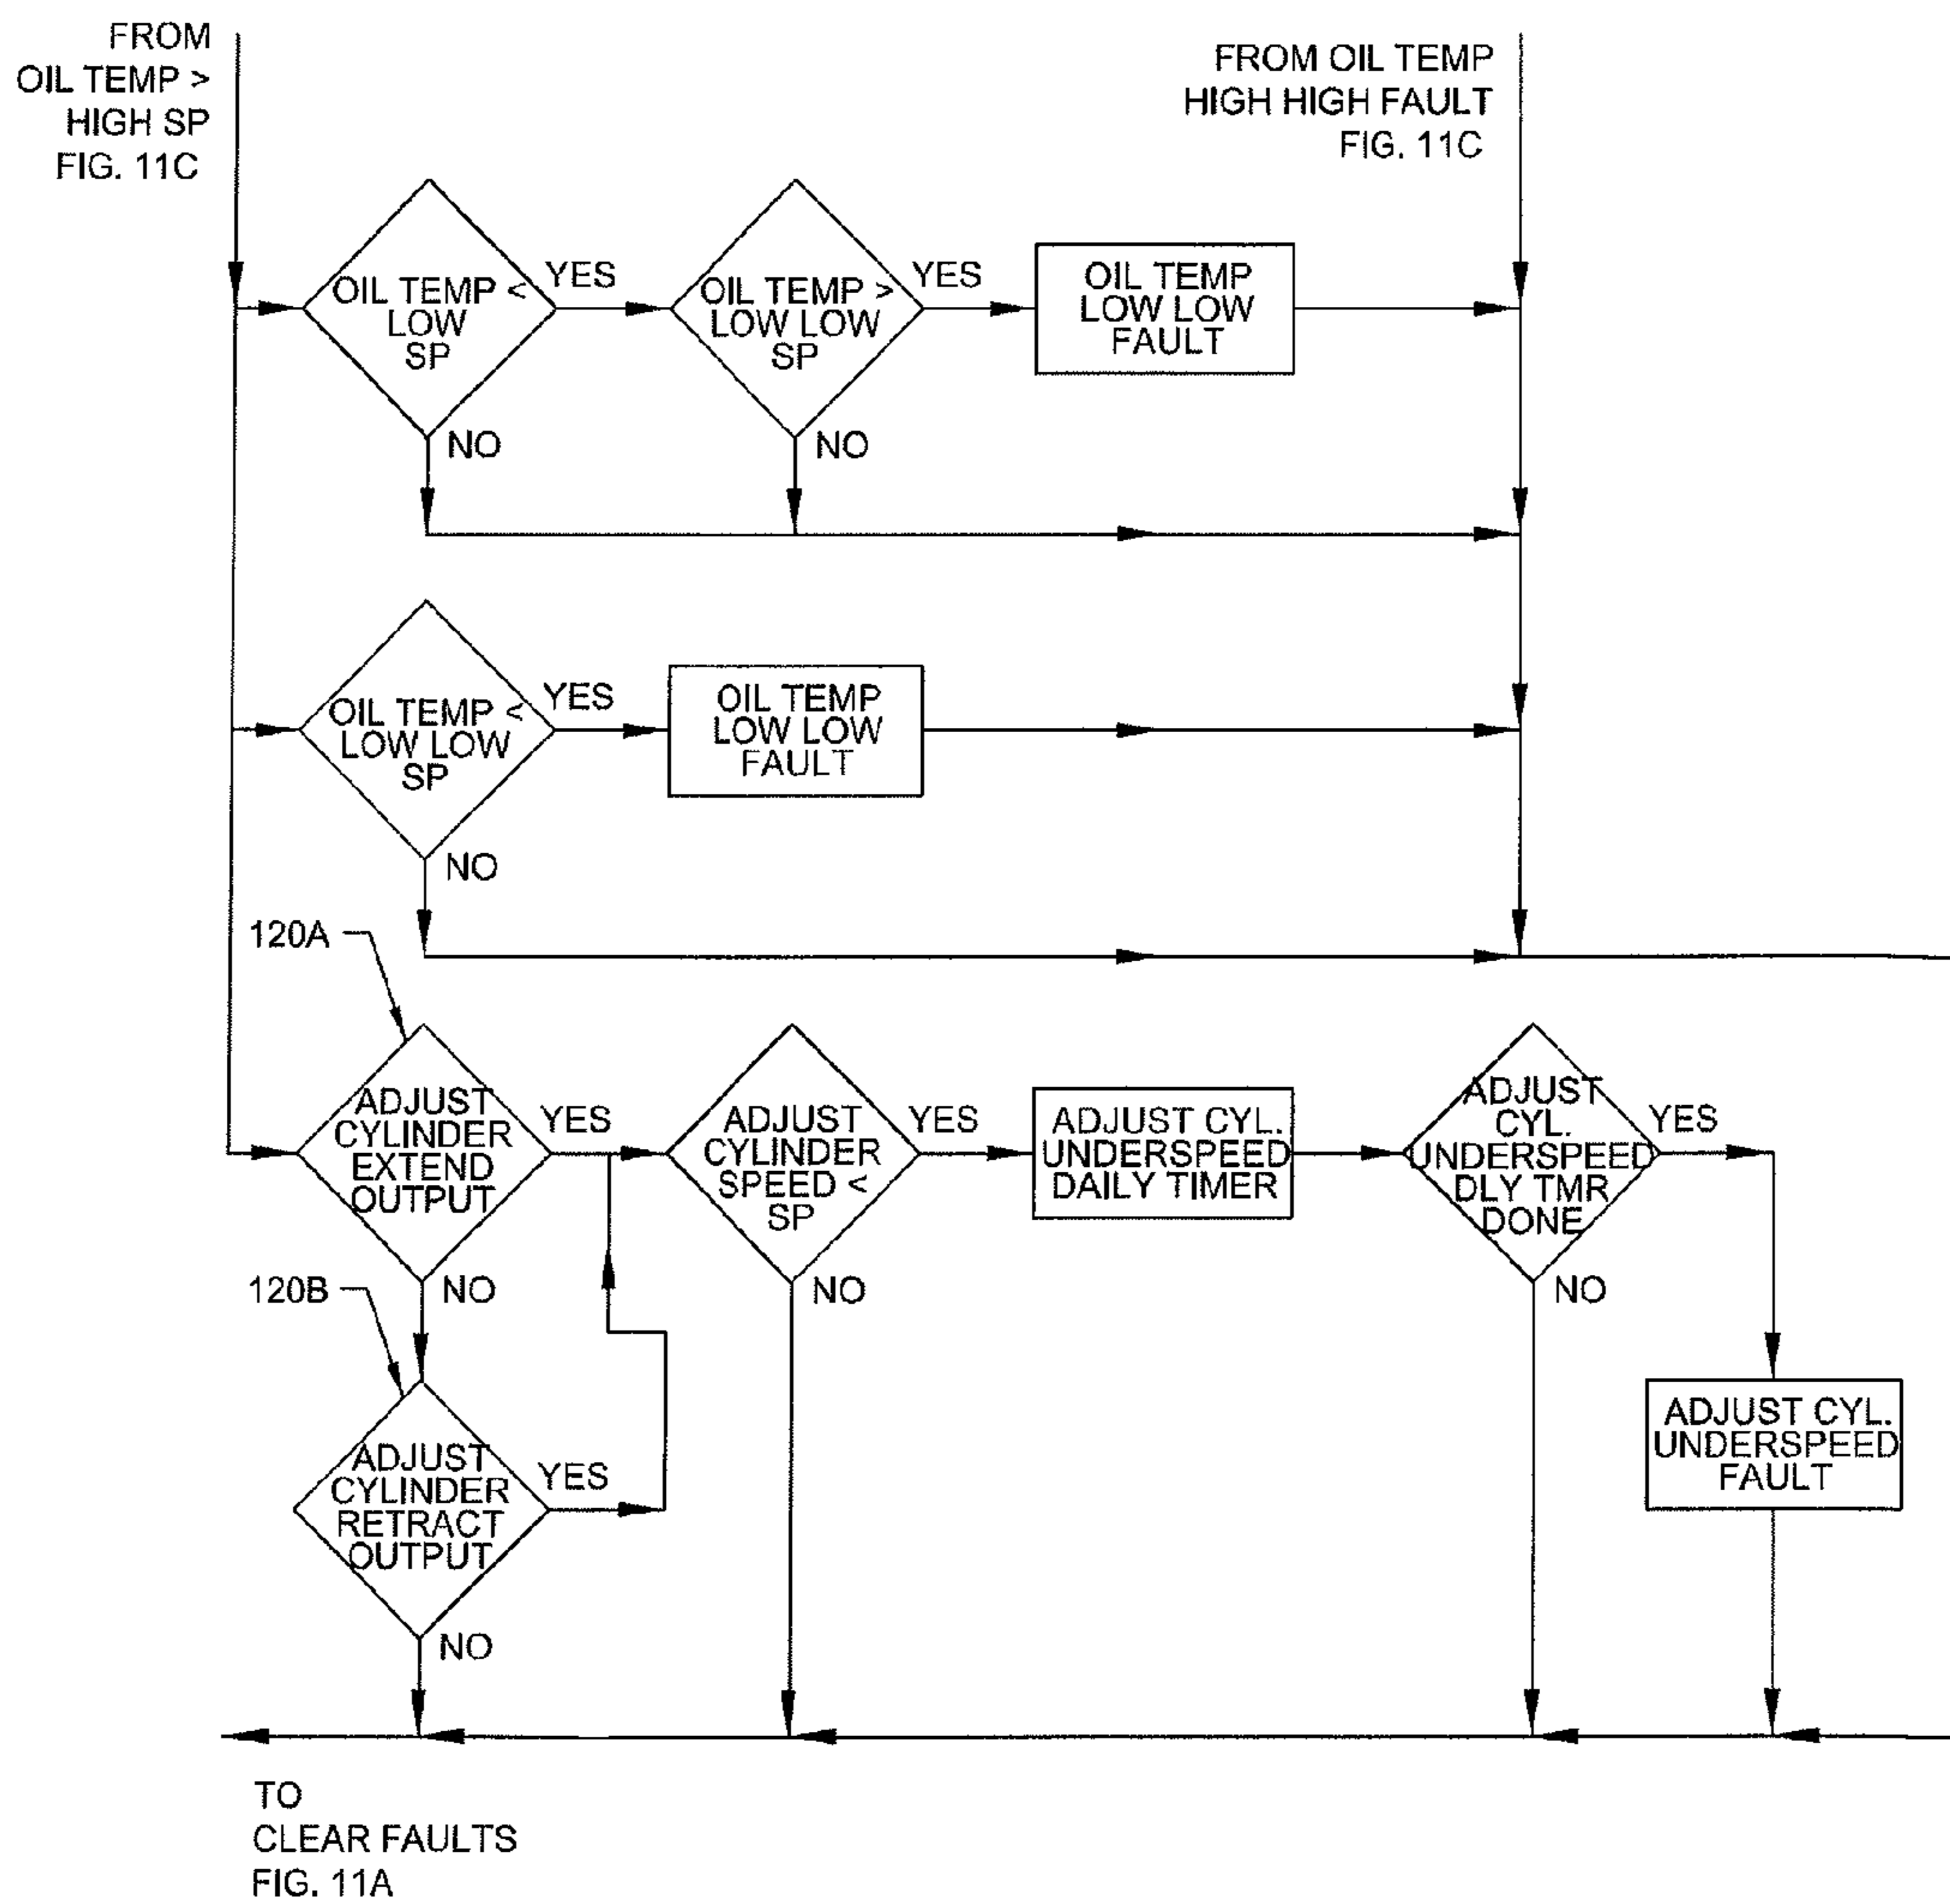 FROM
OIL TEMP >
HIGH SP
FIG. 11C
FROM OIL TEMP
HIGH HIGH FAULT
FIG. 11C
OIL TEMP <
LOW
SP
YES
NO
OIL TEMP >
LOW LOW
SP
YES
NO
OIL TEMP
LOW LOW
FAULT
OIL TEMP <
LOW LOW
SP
YES
NO
OIL TEMP
LOW LOW
FAULT
120A
ADJUST
CYLINDER
EXTEND
OUTPUT
YES
NO
ADJUST
CYLINDER
SPEED <
SP
YES
NO
ADJUST CYL.
UNDERSPEED
DAILY TIMER
ADJUST
CYL.
UNDERSPEED
DLY TMR
DONE
YES
NO
120B
ADJUST
CYLINDER
RETRACT
OUTPUT
YES
NO
ADJUST CYL.
UNDERSPEED
FAULT
TO
CLEAR FAULTS
FIG. 11A